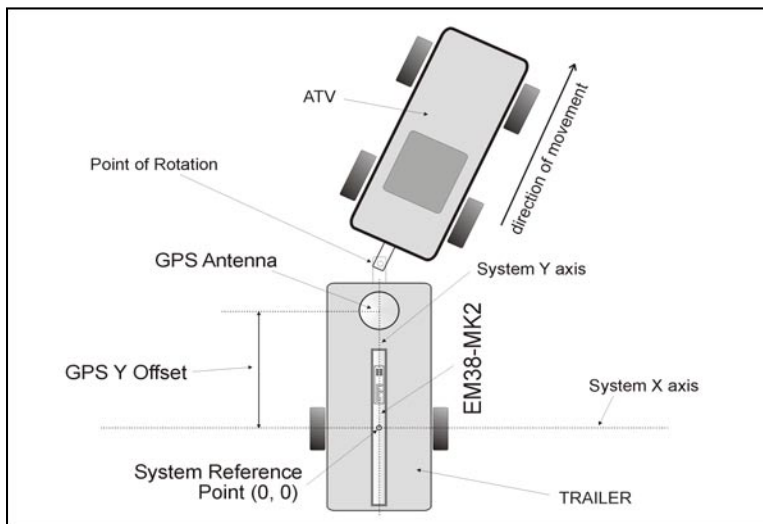 ATV
direction of movement
Point of Rotation
GPS Antenna
System Y axis
EM38-MK2
GPS Y Offset
System X axis
System Reference
Point (0, 0)
TRAILER